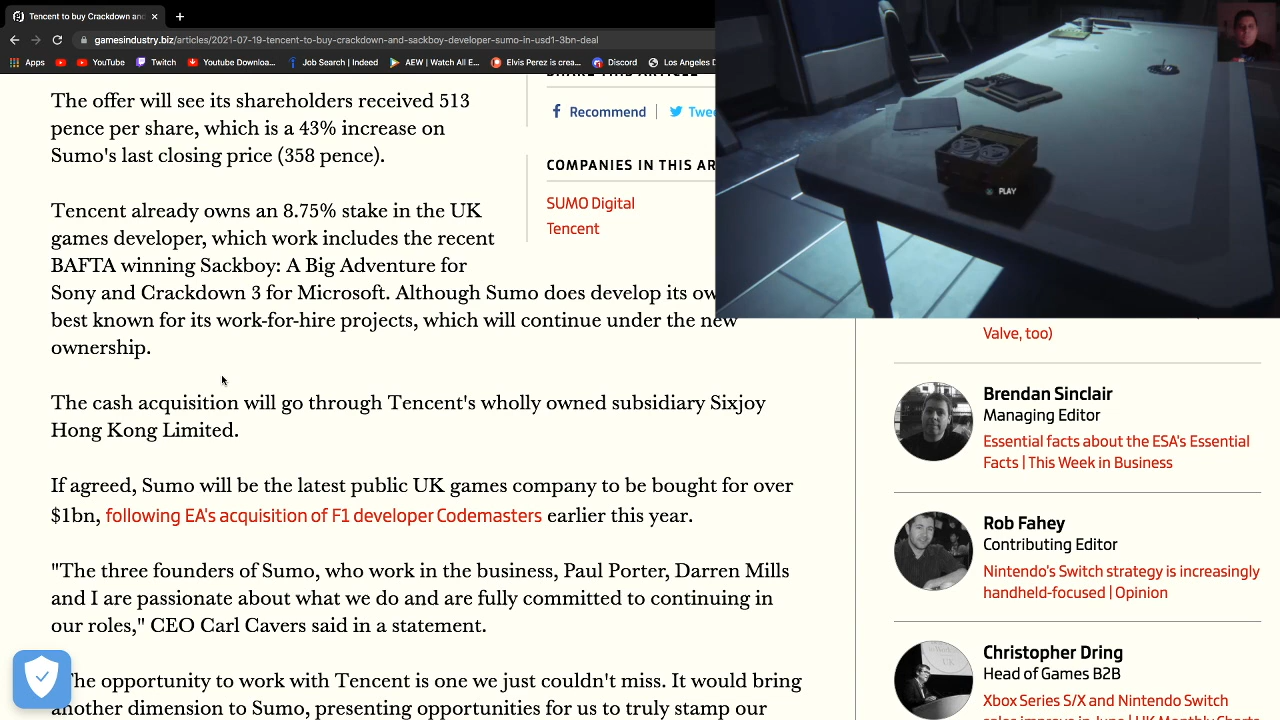 Tencent to buy Crackdown and
gamesindustry.biz/articles/2021-07-19-tencent-to-buy-crackdown-and-sackboy-developer-sumo-in-usd1-3bn-deal
Apps YouTube Twitch Youtube Downloa... Job Search | Indeed AEW | Watch All E... Elvis Perez is crea... Discord Los Angeles D
SHARE THIS ARTICLE
The offer will see its shareholders received 513
pence per share, which is a 43% increase on
Sumo's last closing price (358 pence).
Recommend Twee
COMPANIES IN THIS AR
SUMO Digital
Tencent
PLAY
Tencent already owns an 8.75% stake in the UK
games developer, which work includes the recent
BAFTA winning Sackboy: A Big Adventure for
Sony and Crackdown 3 for Microsoft. Although Sumo does develop its ow
best known for its work-for-hire projects, which will continue under the new
ownership.
The cash acquisition will go through Tencent's wholly owned subsidiary Sixjoy
Hong Kong Limited.
If agreed, Sumo will be the latest public UK games company to be bought for over
$1bn, following EA's acquisition of F1 developer Codemasters earlier this year.
"The three founders of Sumo, who work in the business, Paul Porter, Darren Mills
and I are passionate about what we do and are fully committed to continuing in
our roles," CEO Carl Cavers said in a statement.
The opportunity to work with Tencent is one we just couldn't miss. It would bring
another dimension to Sumo, presenting opportunities for us to truly stamp our
Valve, too)
Brendan Sinclair
Managing Editor
Essential facts about the ESA's Essential
Facts | This Week in Business
Rob Fahey
Contributing Editor
Nintendo's Switch strategy is increasingly
handheld-focused | Opinion
Christopher Dring
Head of Games B2B
Xbox Series S/X and Nintendo Switch
sales improve in June | UK Monthly Charts